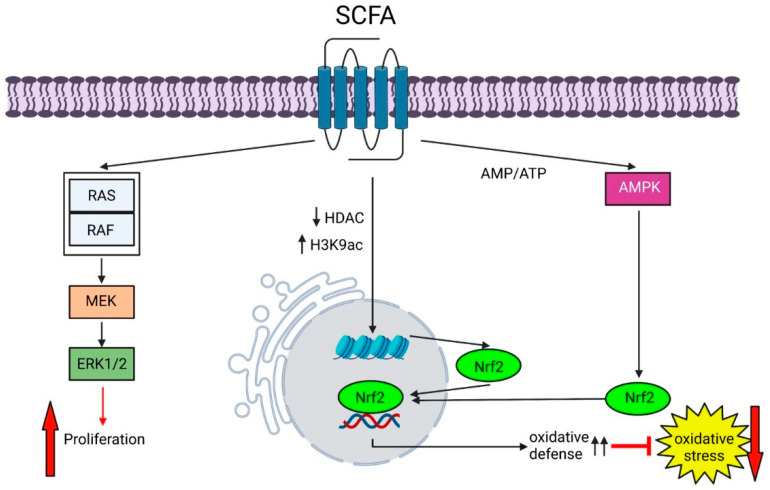 SCFA
AMP/ATP
RAS
RAF
AMPK
HDAC
H3K9ac
MEK
ERK1/2
Nrf2
Nrf2
Nrf2
Proliferation
oxidative
defense
oxidative
stress